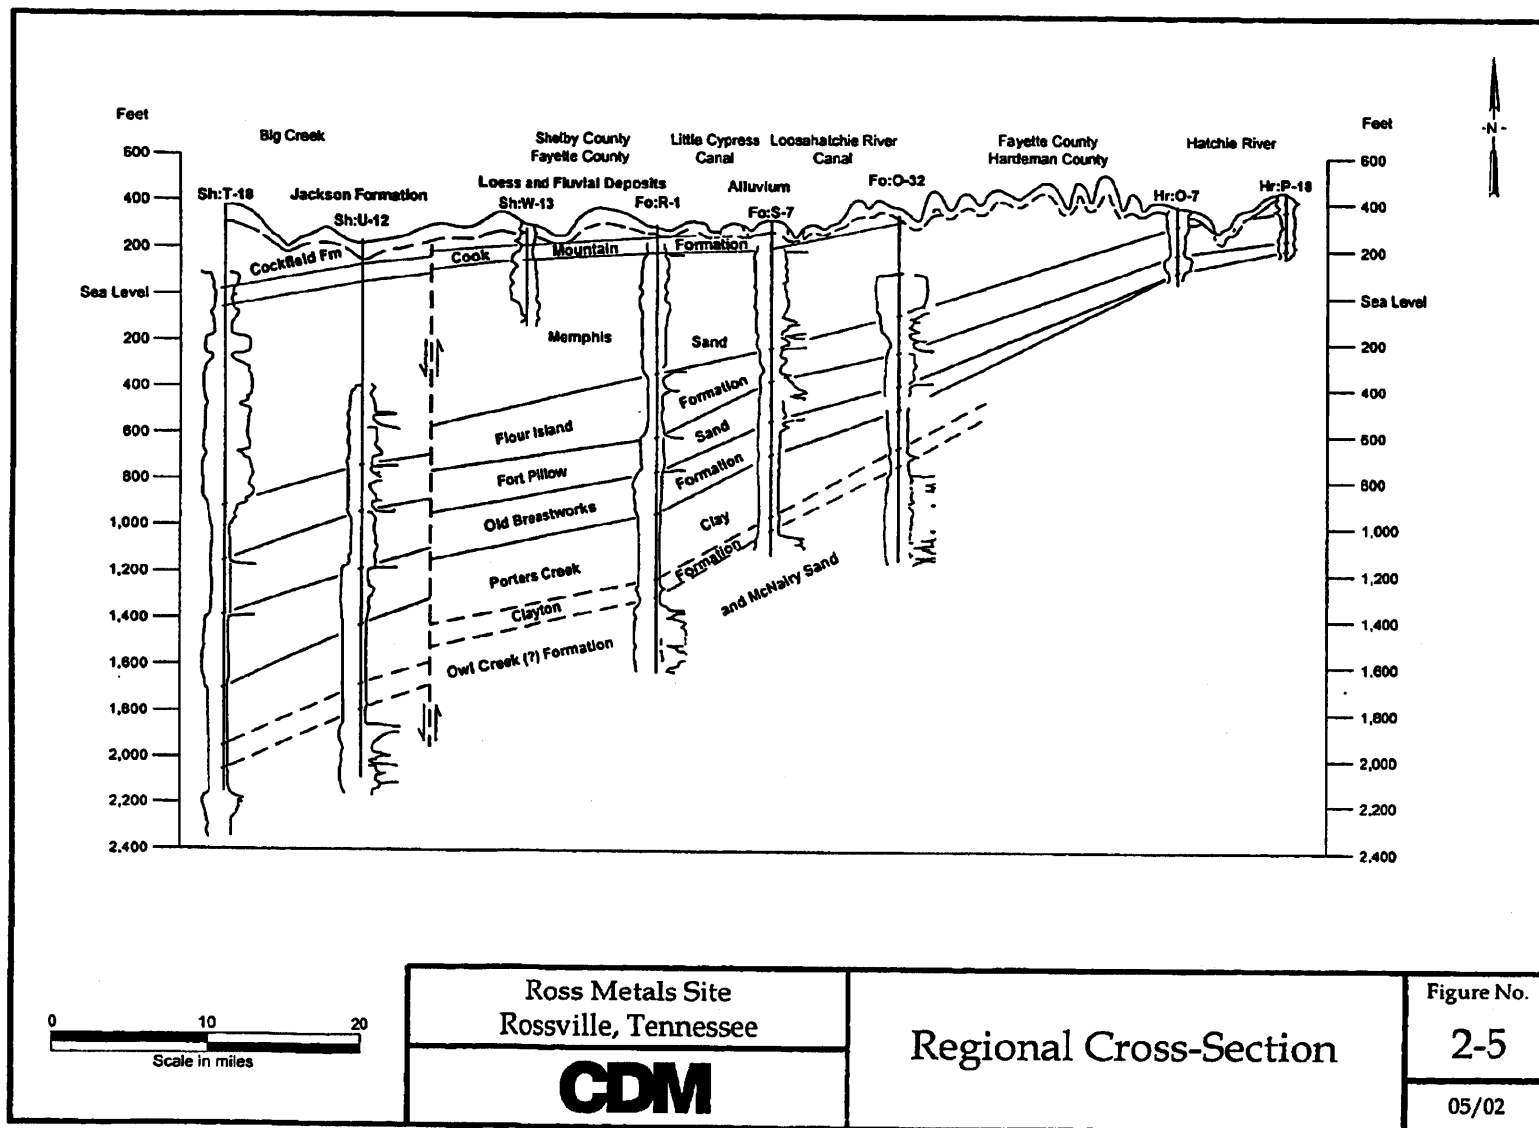 Feet
Big Creek
Shelby County
Fayette County
Little Cypress
Canal
Loosahatchie River
Canal
Fayette County
Hardeman County
Hatchie River
Feet
-N-
600
400
200
Sea Level
200
400
600
800
1,000
1,200
1,400
1,600
1,800
2,000
2,200
2,400
Sh:T-18
Jackson Formation
Sh:U-12
Loess and Fluvial Deposits
Sh:W-13
Fo:R-1
Alluvium
Fo:S-7
Fo:O-32
Hr:O-7
Hr:P-18
Cockfield Fm
Cook
Mountain
Formation
Memphis
Sand
Flour Island
Formation
Fort Pillow
Sand
Old Breastworks
Formation
Porters Creek
Clay
Clayton
Formation
Owl Creek (?) Formation
and McNairy Sand
600
400
200
Sea Level
200
400
600
800
1,000
1,200
1,400
1,600
1,800
2,000
2,200
2,400
0 10 20
Scale in miles
Ross Metals Site
Rossville, Tennessee
CDM
Regional Cross-Section
Figure No.
2-5
05/02